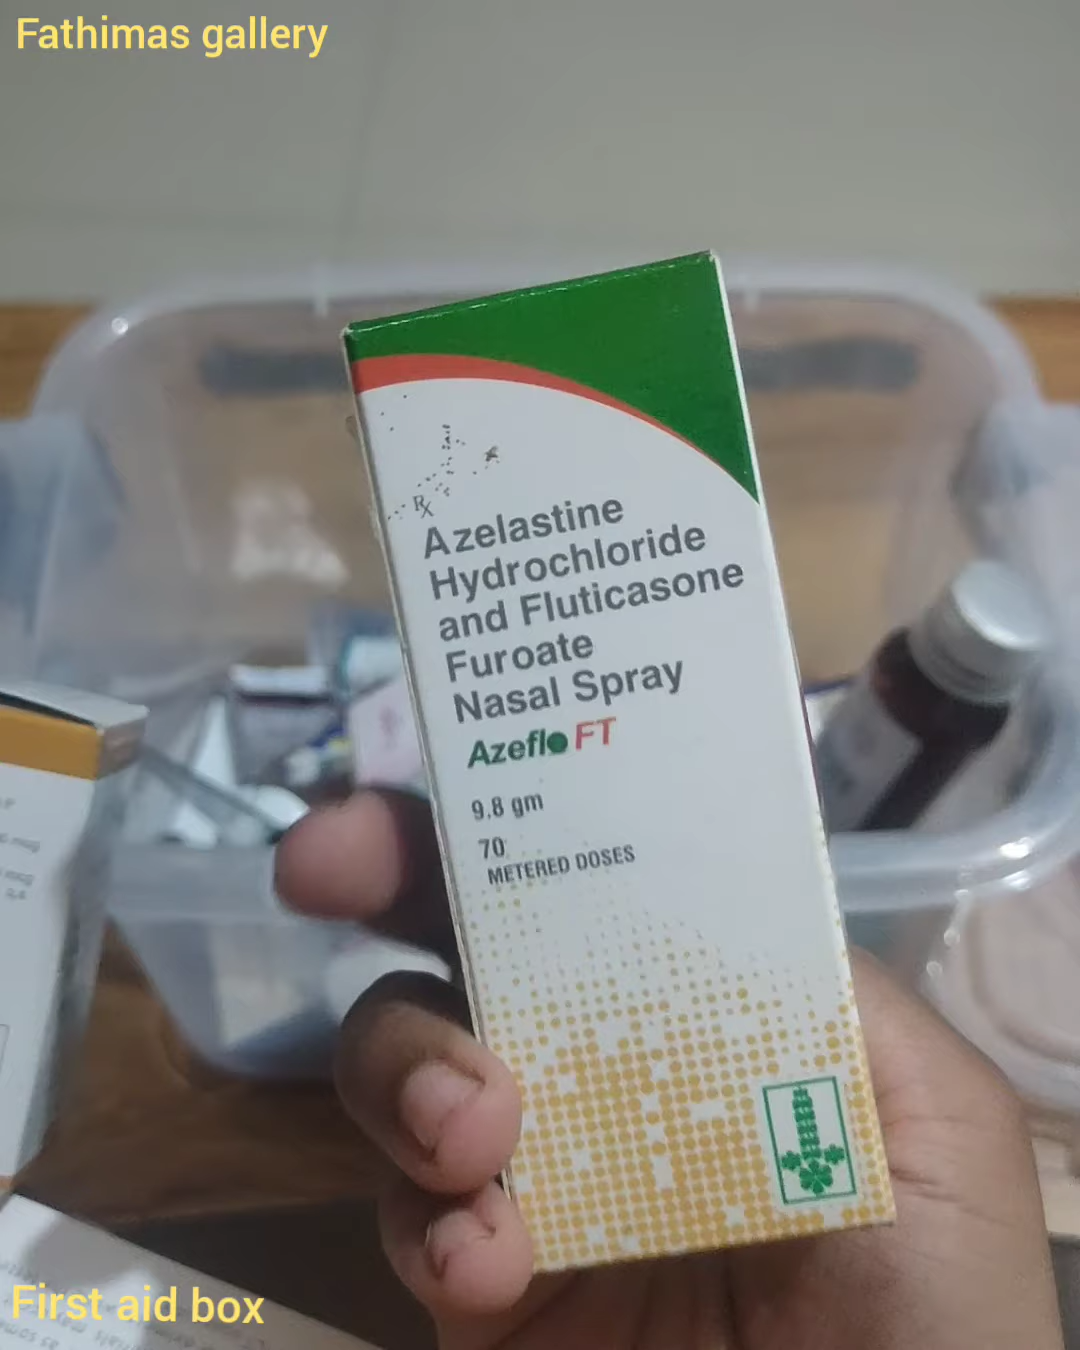 Fathimas gallery
Rx
Azelastine
Hydrochloride
and Fluticasone
Furoate
Nasal Spray
Azeflo FT
9.8 gm
70
METERED DOSES
First aid box